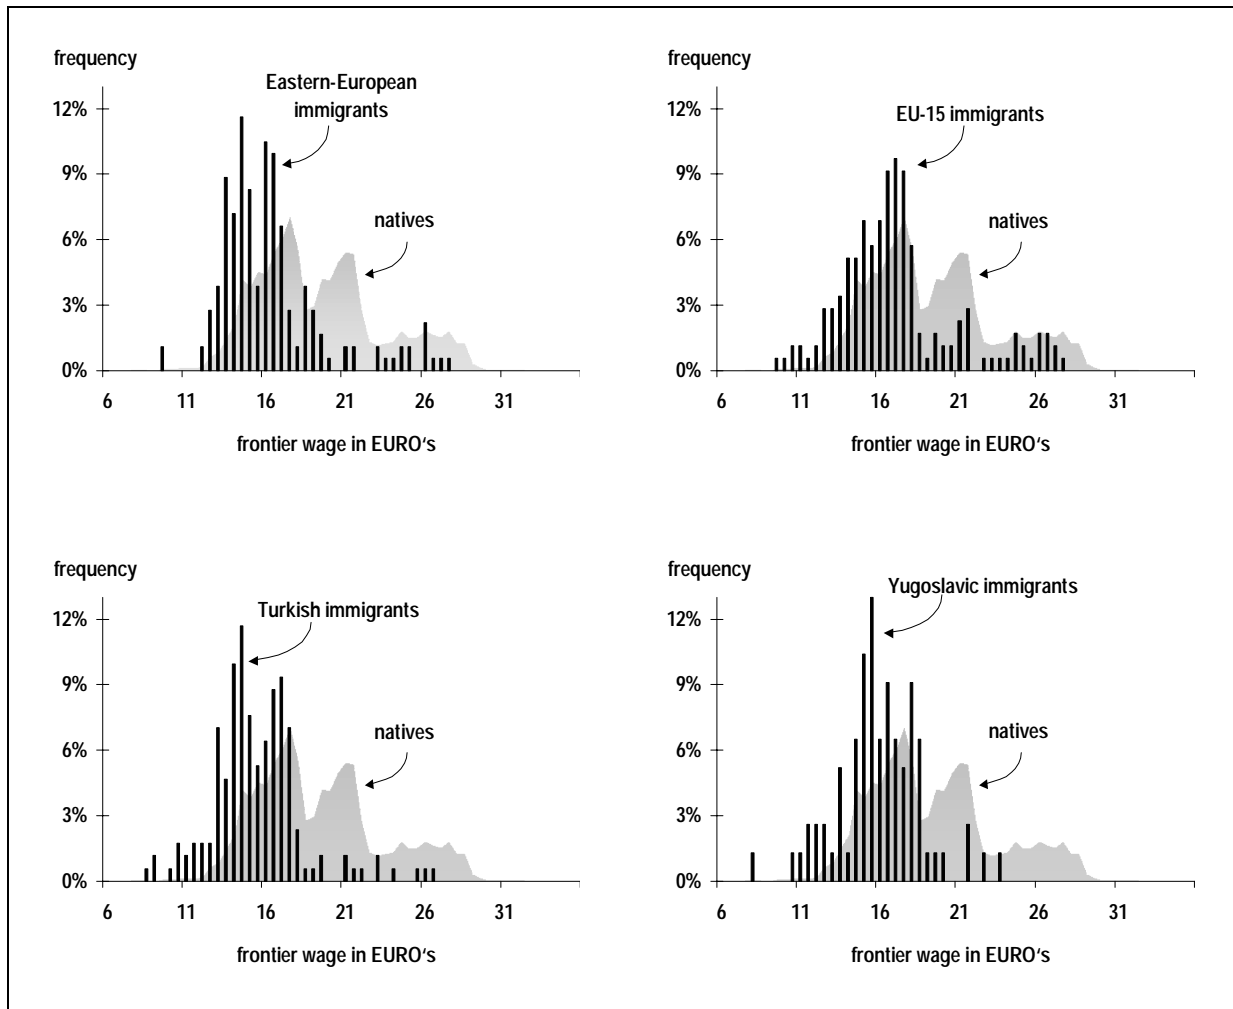 frequency
Eastern-European
immigrants
12%
9%
natives
6%
3%
0%
6 11 16 21 26 31
frontier wage in EURO‘s
frequency
12%
EU-15 immigrants
9%
natives
6%
3%
0%
6 11 16 21 26 31
frontier wage in EURO‘s
frequency
Turkish immigrants
12%
9%
natives
6%
3%
0%
6 11 16 21 26 31
frontier wage in EURO‘s
frequency
Yugoslavic immigrants
12%
9%
natives
6%
3%
0%
6 11 16 21 26 31
frontier wage in EURO‘s